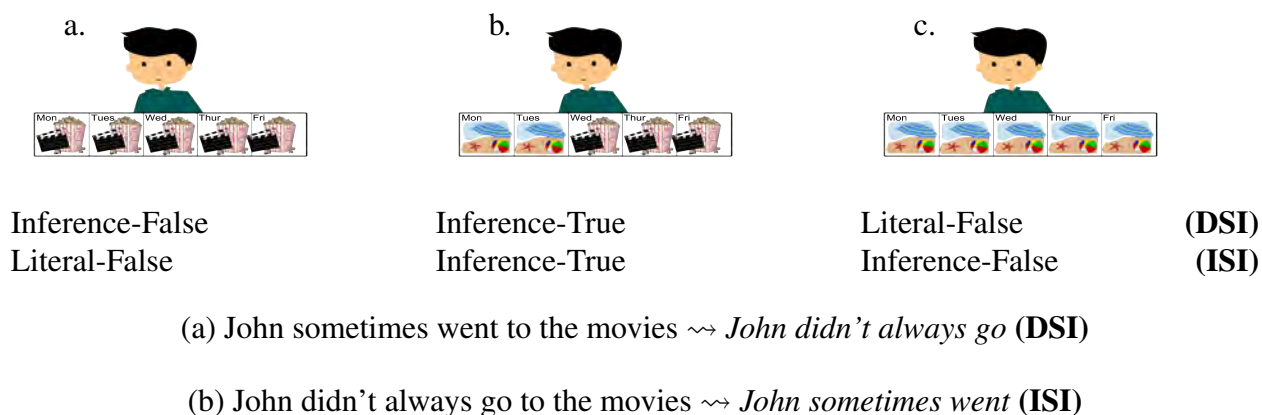 a. b. c.
Mon Tues Wed Thur Fri Mon Tues Wed Thur Fri Mon Tues Wed Thur Fri
Inference-False Inference-True Literal-False (DSI)
Literal-False Inference-True Inference-False (ISI)
(a) John sometimes went to the movies ⇝ John didn't always go (DSI)
(b) John didn't always go to the movies ⇝ John sometimes went (ISI)